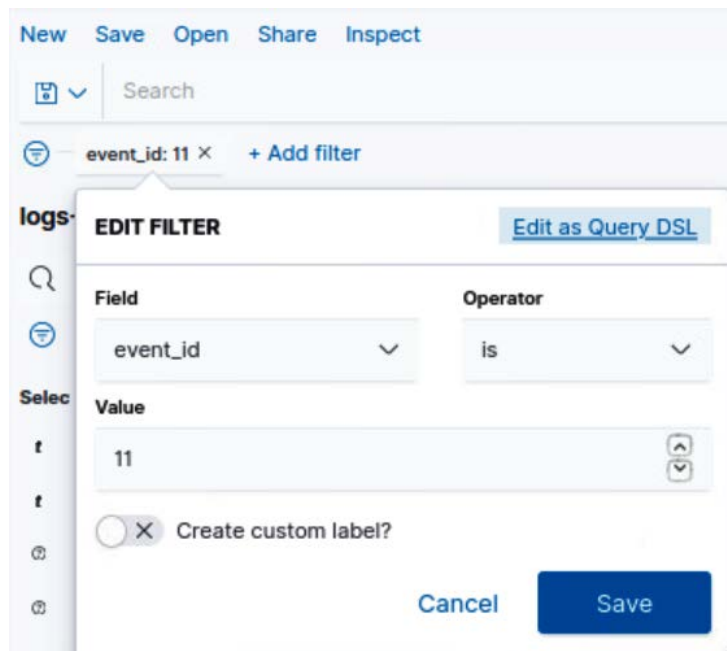 New Save Open Share Inspect
Search
event_id: 11 × + Add filter
logs-
EDIT FILTER Edit as Query DSL
Field Operator
event_id is
Selec
Value
t
11
t
Create custom label?
Cancel Save